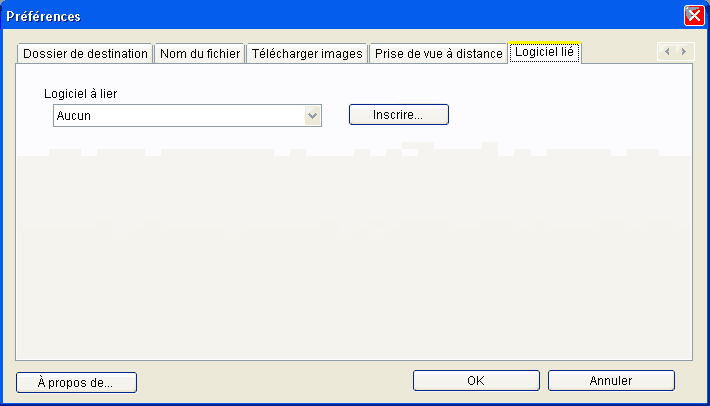 Préférences
Dossier de destination Nom du fichier Télécharger images Prise de vue à distance Logiciel lié
Logiciel à lier
Aucun Inscrire...
À propos de... OK Annuler